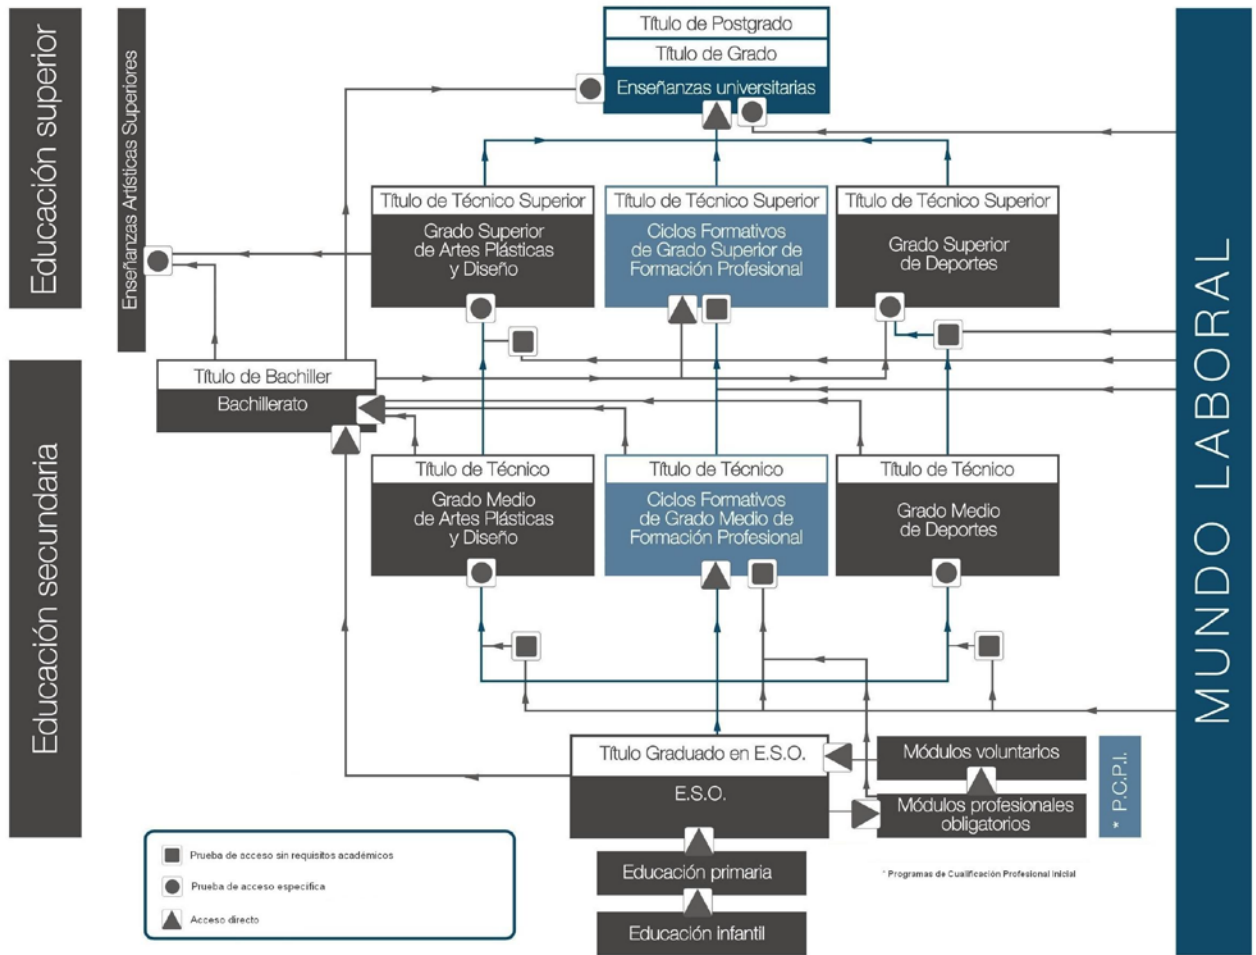 Educación superior
Enseñanzas Artísticas Superiores
Título de Postgrado
Título de Grado
Enseñanzas universitarias
Título de Técnico Superior
Grado Superior
de Artes Plásticas
y Diseño
Título de Técnico Superior
Ciclos Formativos
de Grado Superior de
Formación Profesional
Título de Técnico Superior
Grado Superior
de Deportes
MUNDO LABORAL
Educación secundaria
Título de Bachiller
Bachillerato
Título de Técnico
Grado Medio
de Artes Plásticas
y Diseño
Título de Técnico
Ciclos Formativos
de Grado Medio de
Formación Profesional
Título de Técnico
Grado Medio
de Deportes
Título Graduado en E.S.O.
E.S.O.
Módulos voluntarios
Módulos profesionales
obligatorios
* P.C.P.I.
* Programas de Cualificación Profesional Inicial
Educación primaria
Educación infantil
Prueba de acceso sin requisitos académicos
Prueba de acceso específica
Acceso directo